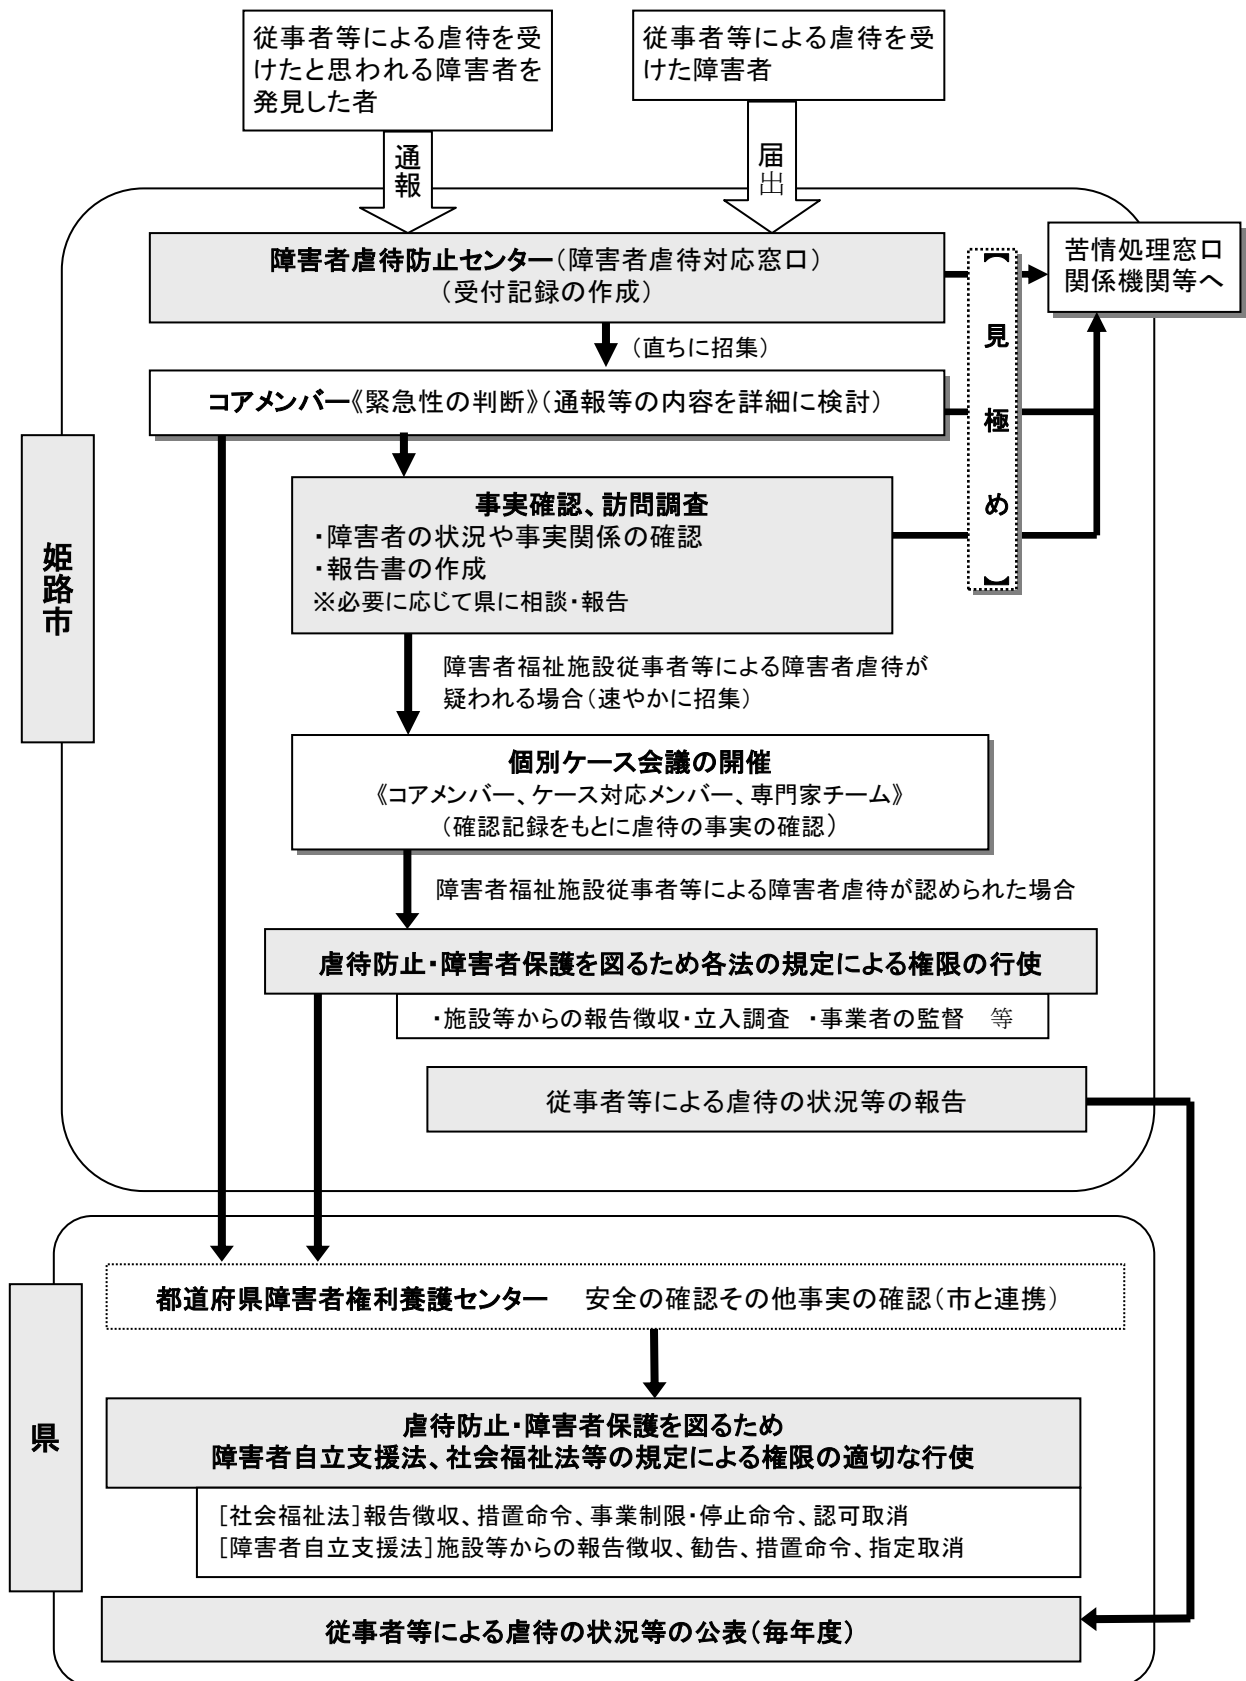 従事者等による虐待を受
けたと思われる障害者を
発見した者
従事者等による虐待を受
けた障害者
通報
届出
障害者虐待防止センター(障害者虐待対応窓口)
(受付記録の作成)
苦情処理窓口
関係機関等へ
【見極め】
(直ちに招集)
コアメンバー《緊急性の判断》(通報等の内容を詳細に検討)
事実確認、訪問調査
・障害者の状況や事実関係の確認
・報告書の作成
※必要に応じて県に相談・報告
姫路市
障害者福祉施設従事者等による障害者虐待が
疑われる場合(速やかに招集)
個別ケース会議の開催
《コアメンバー、ケース対応メンバー、専門家チーム》
(確認記録をもとに虐待の事実の確認)
障害者福祉施設従事者等による障害者虐待が認められた場合
虐待防止・障害者保護を図るため各法の規定による権限の行使
・施設等からの報告徴収・立入調査 ・事業者の監督 等
従事者等による虐待の状況等の報告
都道府県障害者権利養護センター 安全の確認その他事実の確認(市と連携)
県
虐待防止・障害者保護を図るため
障害者自立支援法、社会福祉法等の規定による権限の適切な行使
[社会福祉法]報告徴収、措置命令、事業制限・停止命令、認可取消
[障害者自立支援法]施設等からの報告徴収、勧告、措置命令、指定取消
従事者等による虐待の状況等の公表(毎年度)